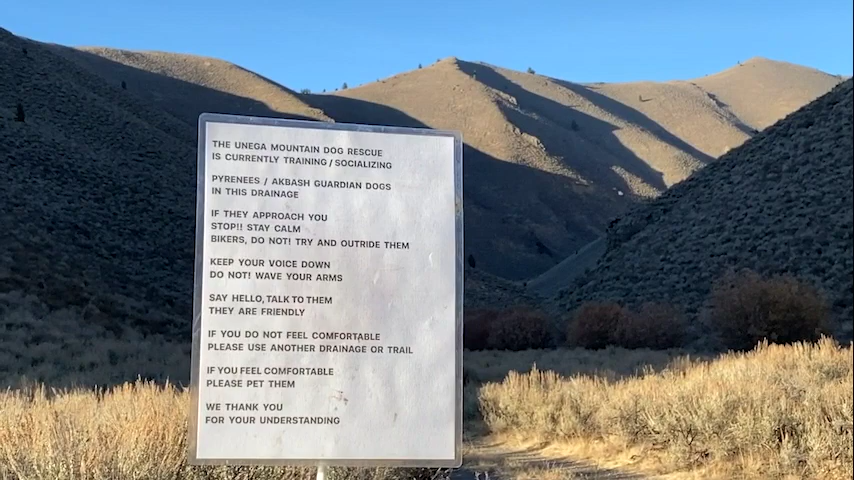 THE UNEGA MOUNTAIN DOG RESCUE
IS CURRENTLY TRAINING / SOCIALIZING
PYRENEES / AKBASH GUARDIAN DOGS
IN THIS DRAINAGE
IF THEY APPROACH YOU
STOP!! STAY CALM
BIKERS, DO NOT! TRY AND OUTRIDE THEM
KEEP YOUR VOICE DOWN
DO NOT! WAVE YOUR ARMS
SAY HELLO, TALK TO THEM
THEY ARE FRIENDLY
IF YOU DO NOT FEEL COMFORTABLE
PLEASE USE ANOTHER DRAINAGE OR TRAIL
IF YOU FEEL COMFORTABLE
PLEASE PET THEM
WE THANK YOU
FOR YOUR UNDERSTANDING